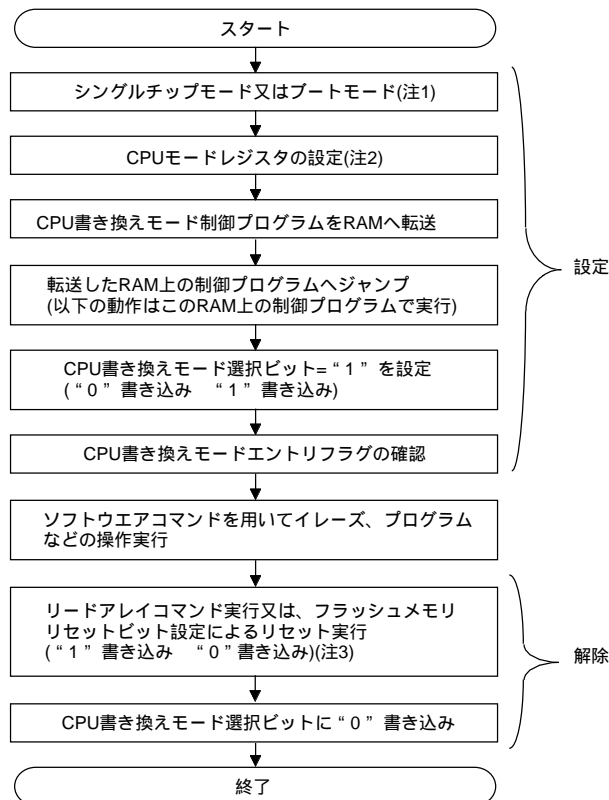 スタート
シングルチップモード又はブートモード(注1)
CPUモードレジスタの設定(注2)
CPU書き換えモード制御プログラムをRAMへ転送
転送したRAM上の制御プログラムへジャンプ
(以下の動作はこのRAM上の制御プログラムで実行)
CPU書き換えモード選択ビット=“1”を設定
(“0”書き込み　“1”書き込み)
CPU書き換えモードエントリフラグの確認
設定
ソフトウエアコマンドを用いてイレーズ、プログラム
などの操作実行
リードアレイコマンド実行又は、フラッシュメモリ
リセットビット設定によるリセット実行
(“1”書き込み　“0”書き込み)(注3)
CPU書き換えモード選択ビットに“0”書き込み
解除
終了